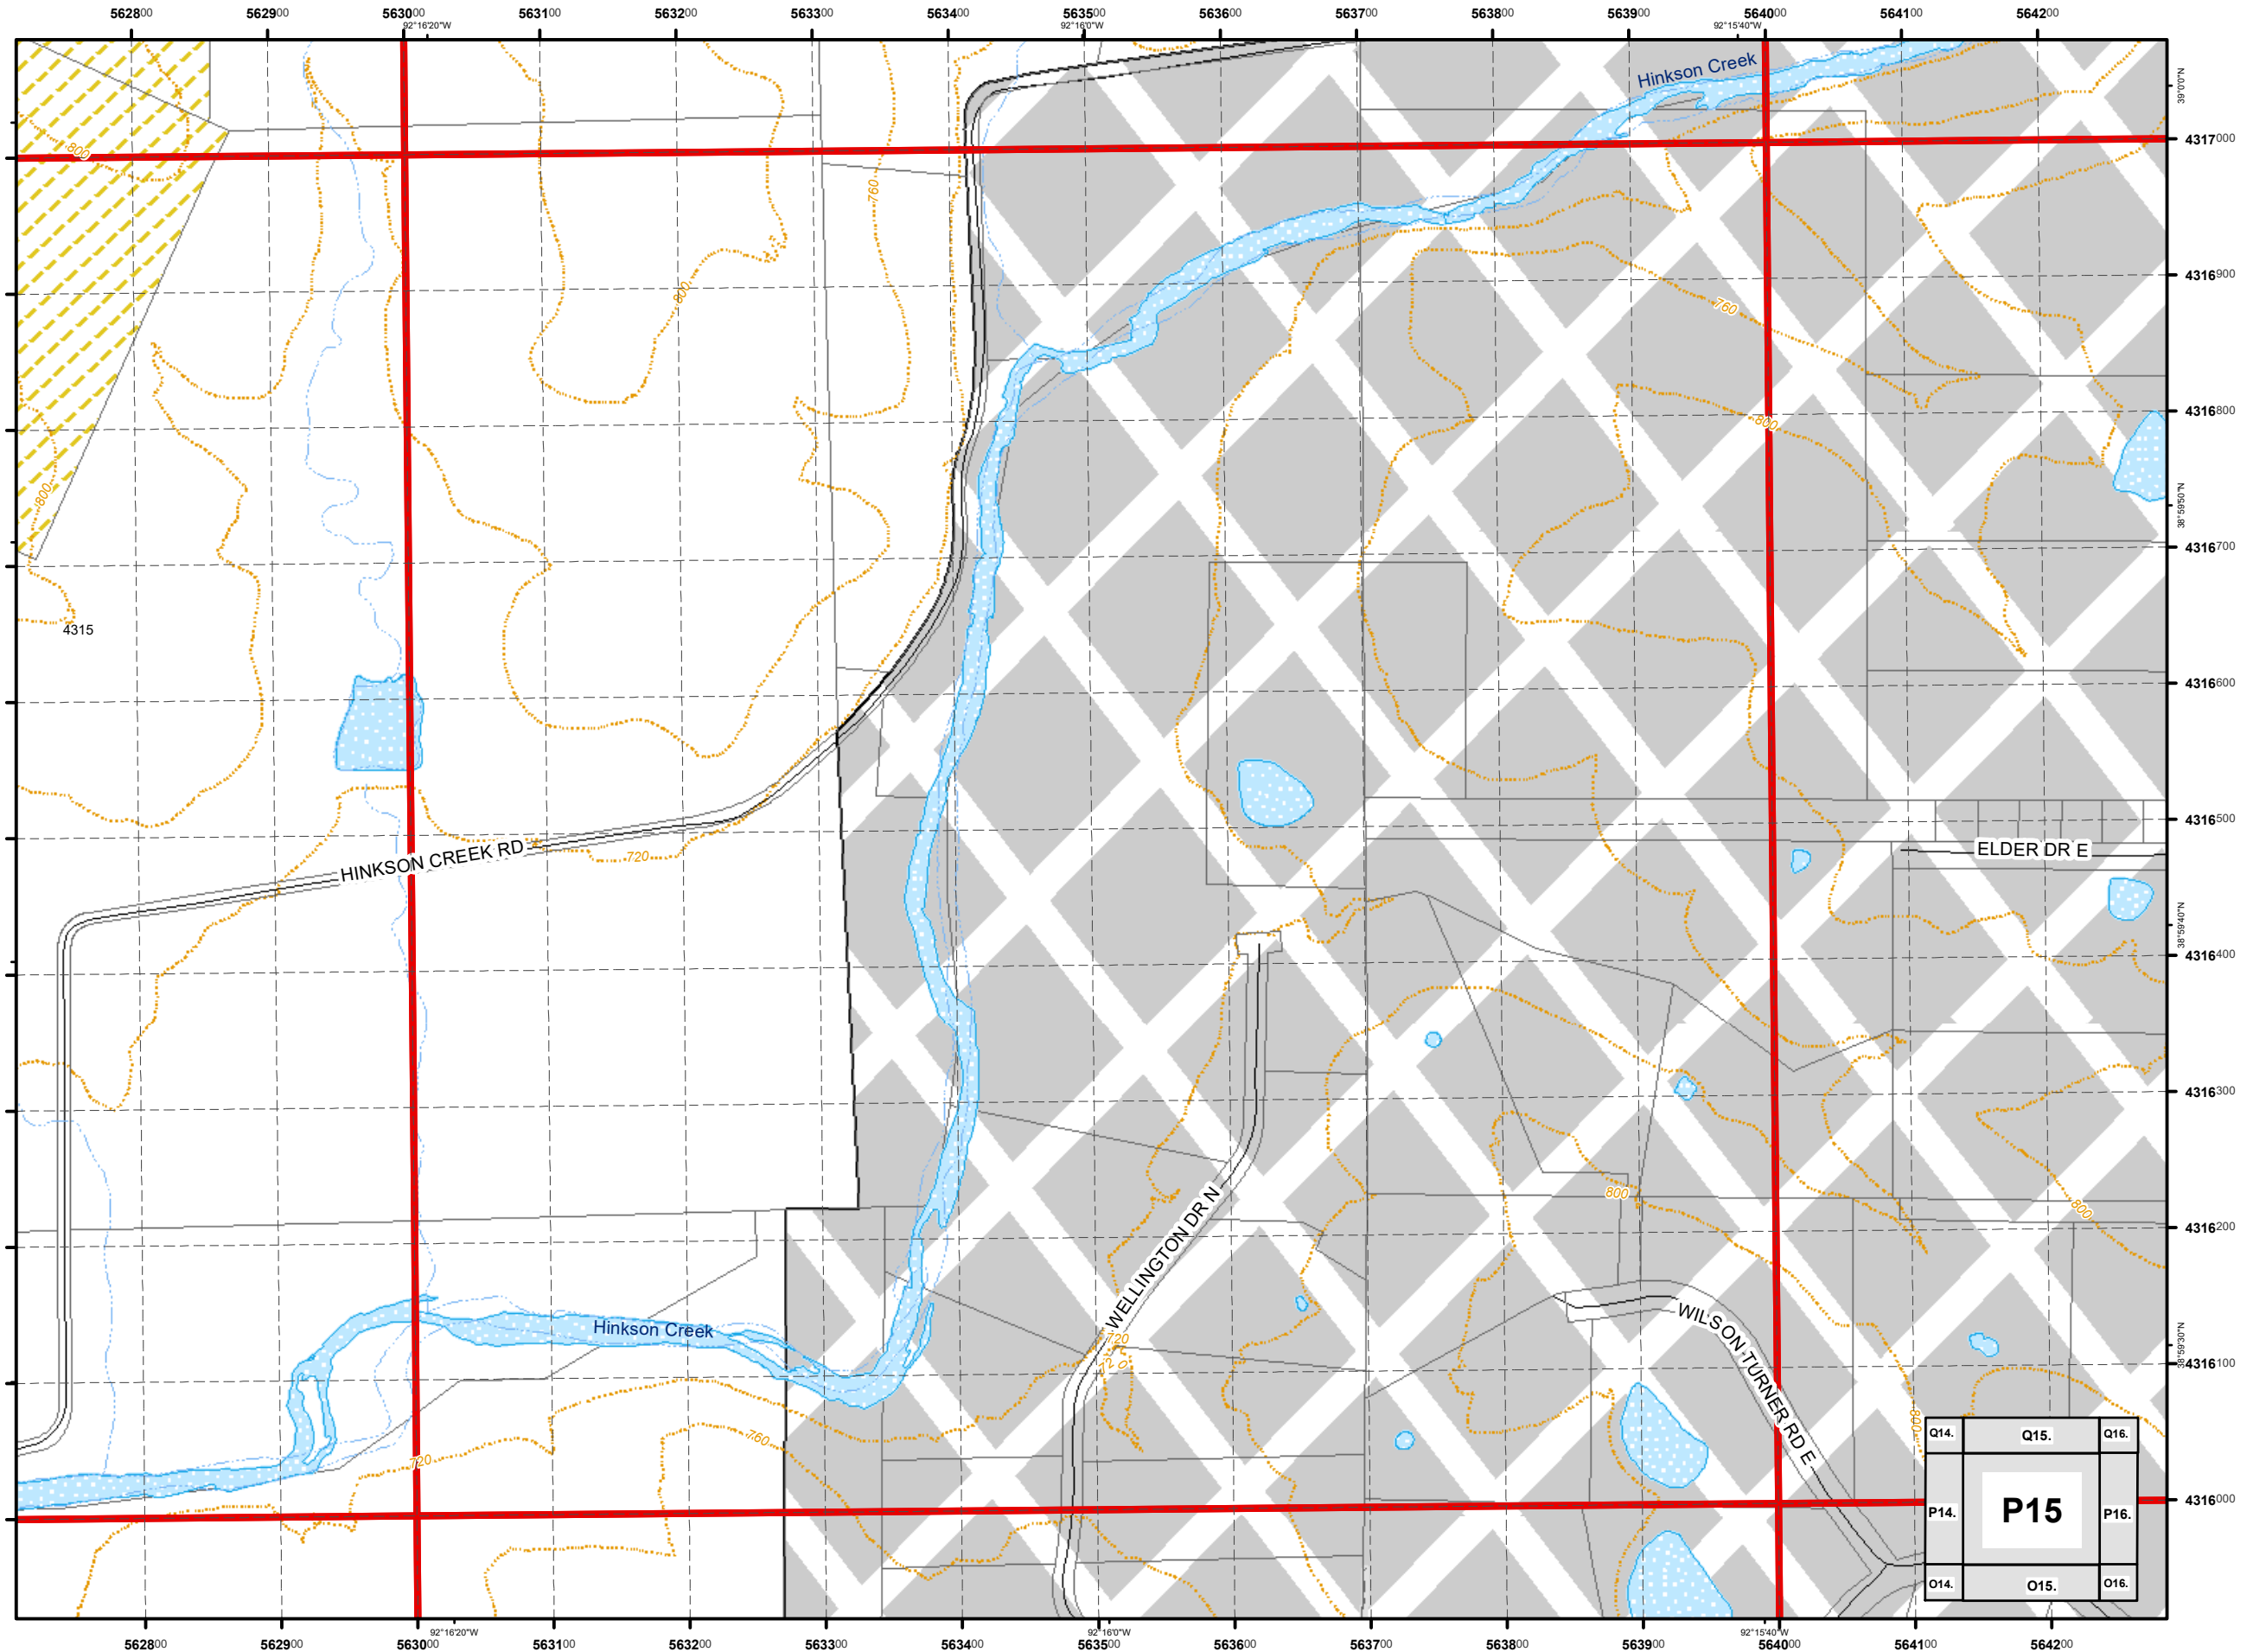 562800 562900 563000 563100 563200 563300 563400 563500 563600 563700 563800 563900 564000 564100 564200
92°16'20"W 92°16'0"W 92°15'40"W
Hinkson Creek
39°0'0"N
4317000
800
760
4316900
800
760
4316800
800
800
38°59'50"N
4316700
4315
4316600
4316500
ELDER DR E
HINKSON CREEK RD
720
38°59'40"N
4316400
4316300
800
800
4316200
WELLINGTON DR N
Hinkson Creek
WILSON TURNER RD E
720
720
38°59'30"N
4316100
800
760
720
Q14. Q15. Q16.
P14. P15 P16.
O14. O15. O16.
4316000
92°16'20"W 92°16'0"W 92°15'40"W
562800 562900 563000 563100 563200 563300 563400 563500 563600 563700 563800 563900 564000 564100 564200